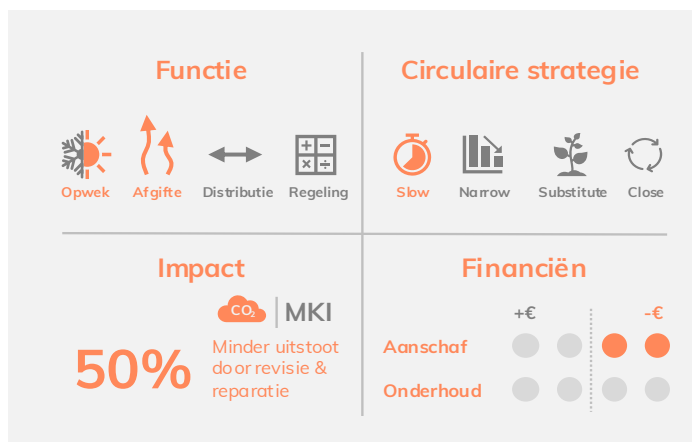 Functie
Opwek Afgifte Distributie Regeling
Circulaire strategie
Slow Narrow Substitute Close
Impact
CO₂ MKI
50%
Minder uitstoot
door revisie &
reparatie
Financiën
+€ -€
Aanschaf
Onderhoud